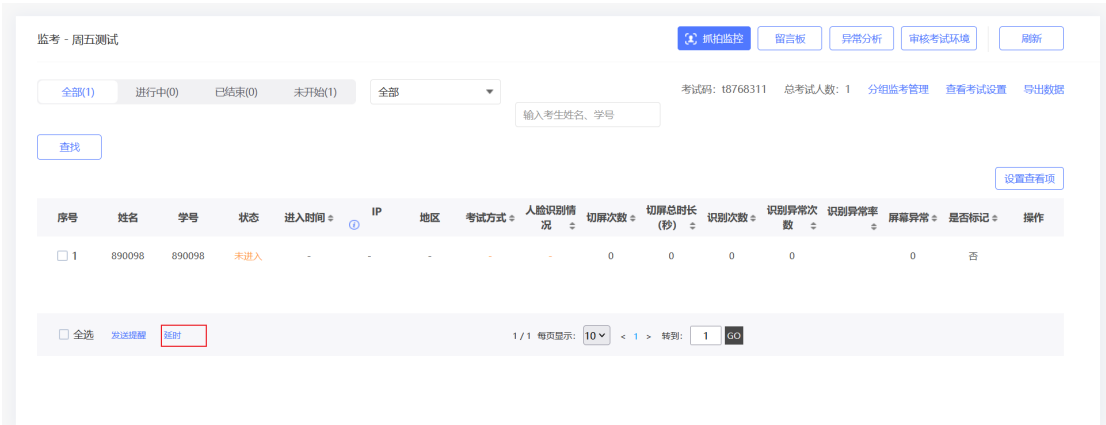 监考 - 周五测试 抓拍监控 留言板 异常分析 审核考试环境 刷新
全部(1) 进行中(0) 已结束(0) 未开始(1) 全部 考试码: t8768311 总考试人数: 1 分组监考管理 查看考试设置 导出数据
输入考生姓名、学号
查找
设置查看项
序号 姓名 学号 状态 进入时间 IP 地区 考试方式 人脸识别情况 切屏次数 切屏总时长(秒) 识别次数 识别异常次数 识别异常率 屏幕异常 是否标记 操作
1 890098 890098 未进入 - - - - - 0 0 0 0 0 否
全选 发送提醒 延时 1 / 1 每页显示: 10 < 1 > 转到: 1 GO